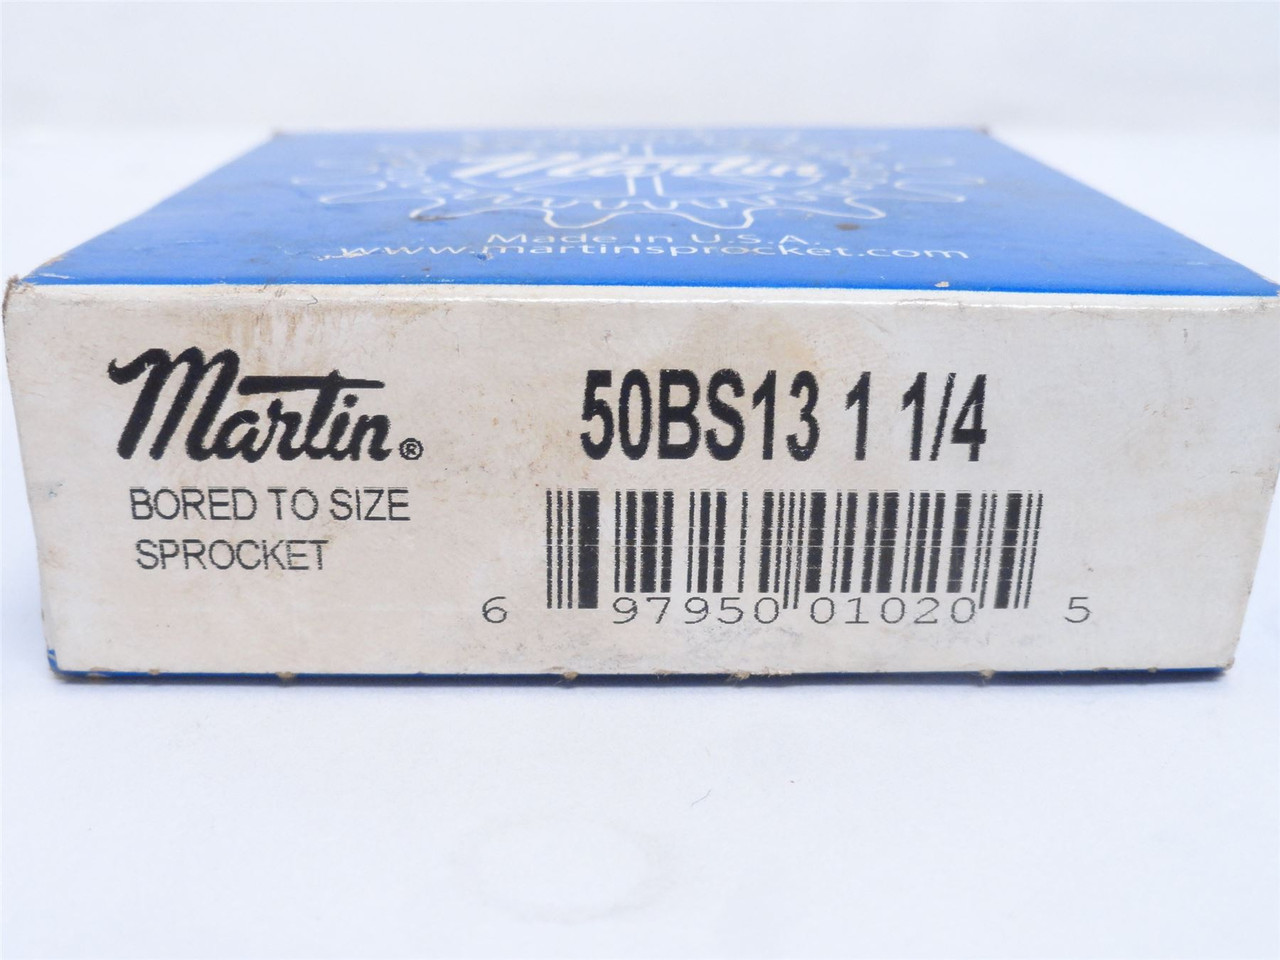 Martin
Made in U.S.A.
www.martinsprocket.com
Martin®
BORED TO SIZE
SPROCKET
50BS13 1 1/4
6 97950 01020 5